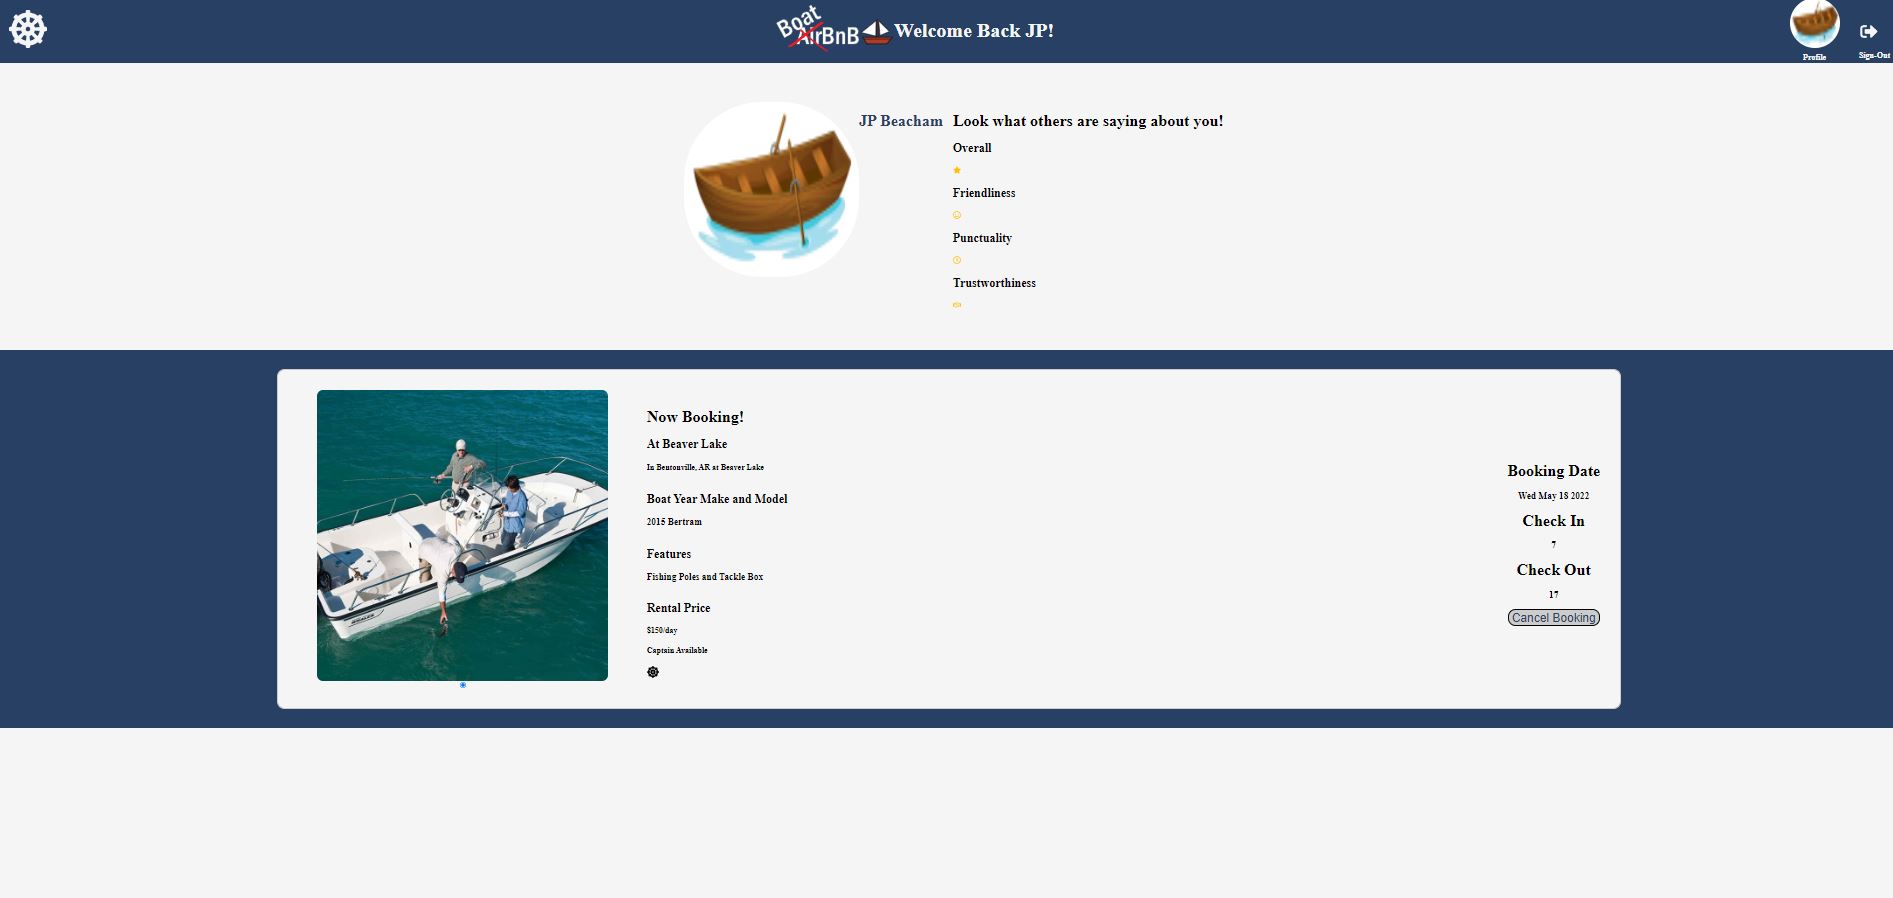 Boat
AirBnB
Welcome Back JP!
Profile
Sign-Out
JP Beacham
Look what others are saying about you!
Overall
Friendliness
Punctuality
Trustworthiness
Now Booking!
At Beaver Lake
In Bentonville, AR at Beaver Lake
Boat Year Make and Model
2015 Bertram
Features
Fishing Poles and Tackle Box
Rental Price
$150/day
Captain Available
Booking Date
Wed May 18 2022
Check In
7
Check Out
17
Cancel Booking